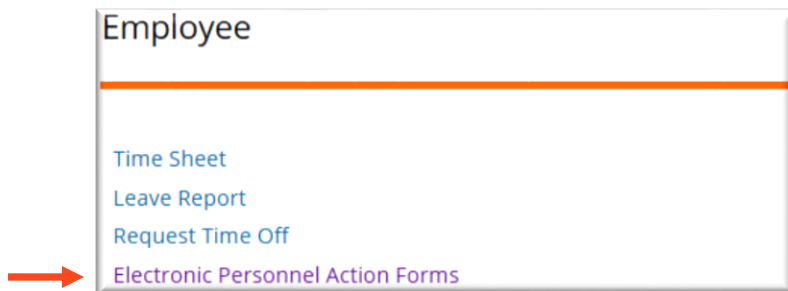 Employee
Time Sheet
Leave Report
Request Time Off
Electronic Personnel Action Forms